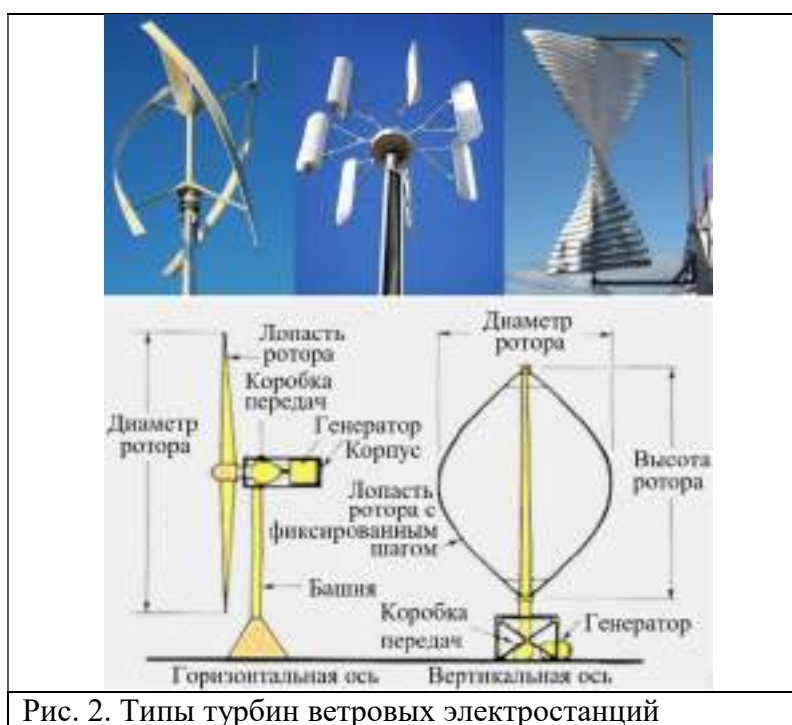 Лопасть
ротора
Коробка
передач
Генератор
Корпус
Диаметр
ротора
Башня
Горизонтальная ось
Диаметр
ротора
Высота
ротора
Лопасть
ротора с
фиксированным
шагом
Коробка
передач
Генератор
Вертикальная ось
Рис. 2. Типы турбин ветровых электростанций